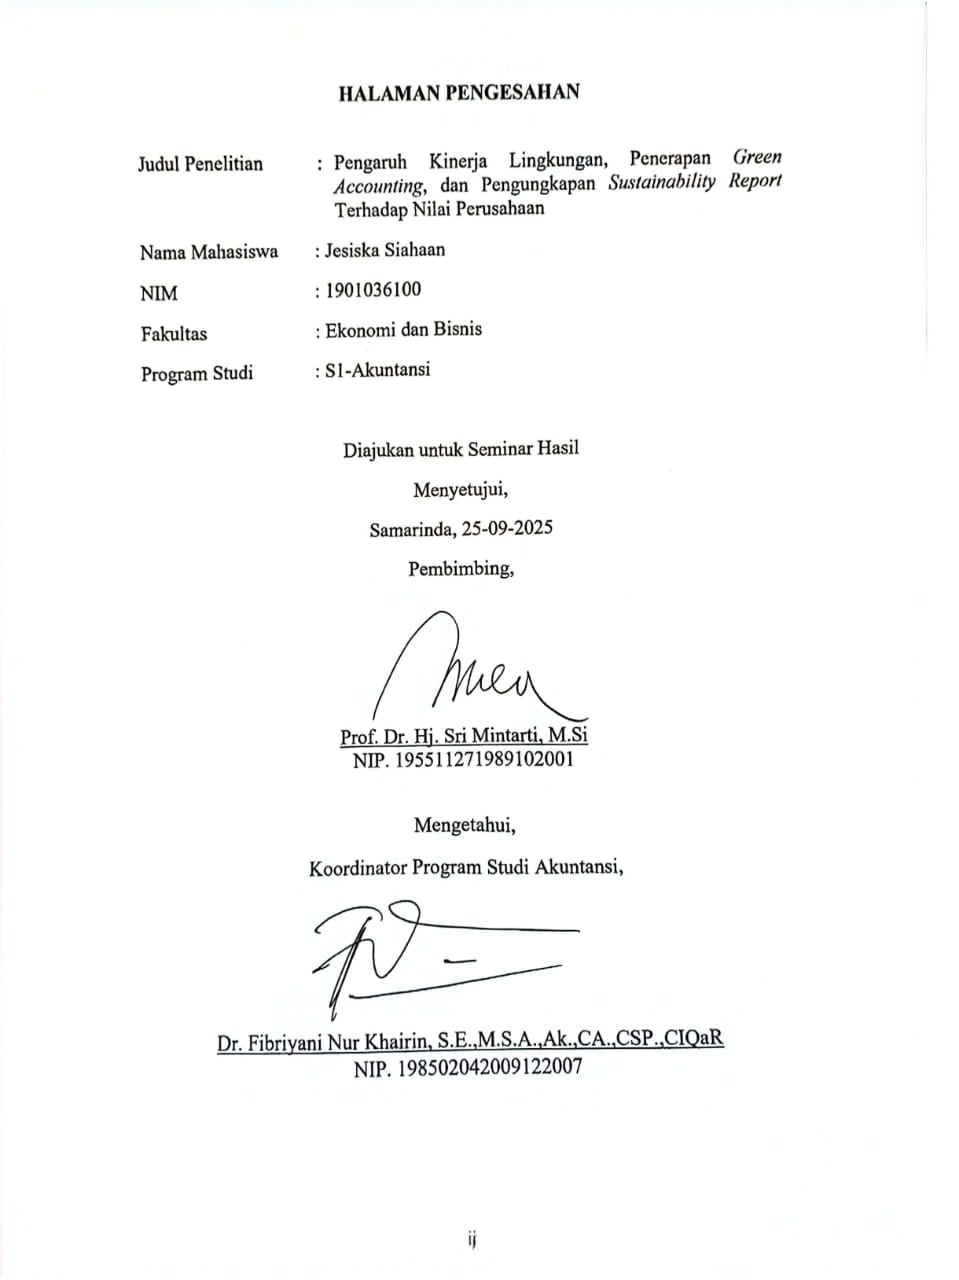 HALAMAN PENGESAHAN
Judul Penelitian : Pengaruh Kinerja Lingkungan, Penerapan Green
Accounting, dan Pengungkapan Sustainability Report
Terhadap Nilai Perusahaan
Nama Mahasiswa : Jesiska Siahaan
NIM : 1901036100
Fakultas : Ekonomi dan Bisnis
Program Studi : S1-Akuntansi
Diajukan untuk Seminar Hasil
Menyetujui,
Samarinda, 25-09-2025
Pembimbing,
Prof. Dr. Hj. Sri Mintarti, M.Si
NIP. 195511271989102001
Mengetahui,
Koordinator Program Studi Akuntansi,
Dr. Fibriyani Nur Khairin, S.E.,M.S.A.,Ak.,CA.,CSP.,CIQaR
NIP. 198502042009122007
ii